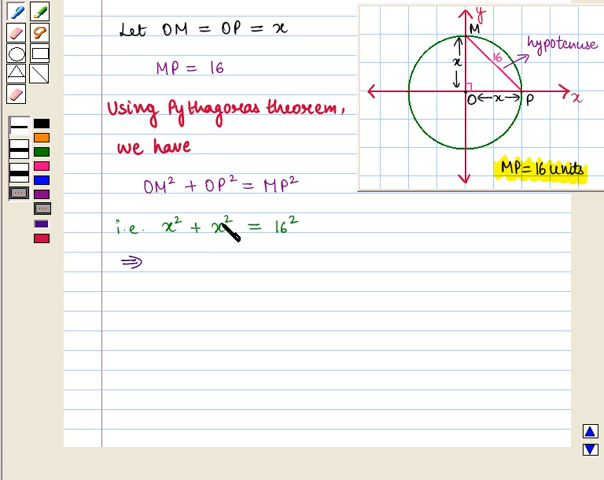 Let OM = OP = x
MP = 16
Using Pythagoras theorem,
we have
OM² + OP² = MP²
i.e. x² + x² = 16²
⇒
y
M
hypotenuse
16
x
O
x
P
x
MP = 16 units